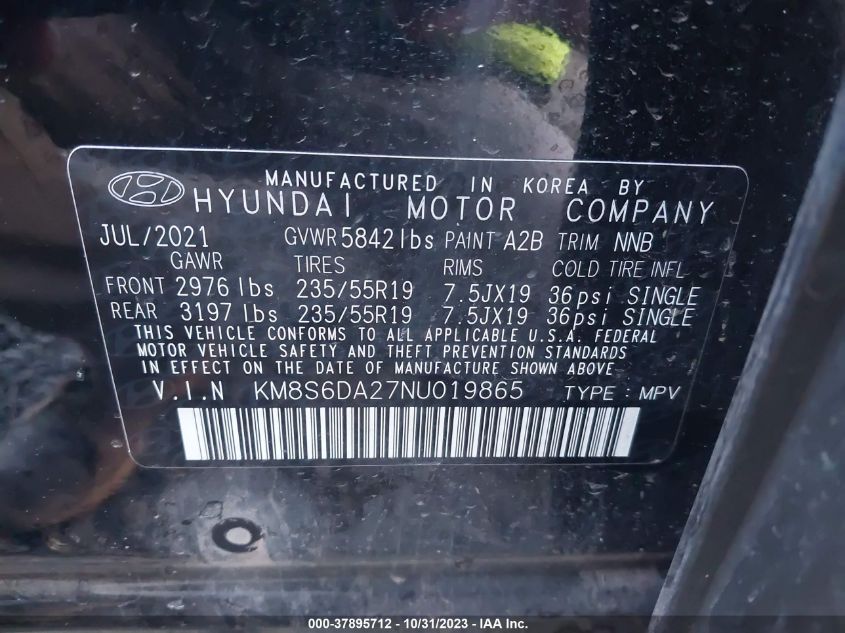 MANUFACTURED IN KOREA BY
HYUNDAI MOTOR COMPANY
JUL/2021 GVWR 5842 lbs PAINT A2B TRIM NNB
GAWR TIRES RIMS COLD TIRE INFL
FRONT 2976 lbs 235/55R19 7.5JX19 36psi SINGLE
REAR 3197 lbs 235/55R19 7.5JX19 36psi SINGLE
THIS VEHICLE CONFORMS TO ALL APPLICABLE U.S.A. FEDERAL
MOTOR VEHICLE SAFETY AND THEFT PREVENTION STANDARDS
IN EFFECT ON THE DATE OF MANUFACTURE SHOWN ABOVE
V.I.N KM8S6DA27NU019865 TYPE : MPV
000-37895712 - 10/31/2023 - IAA Inc.